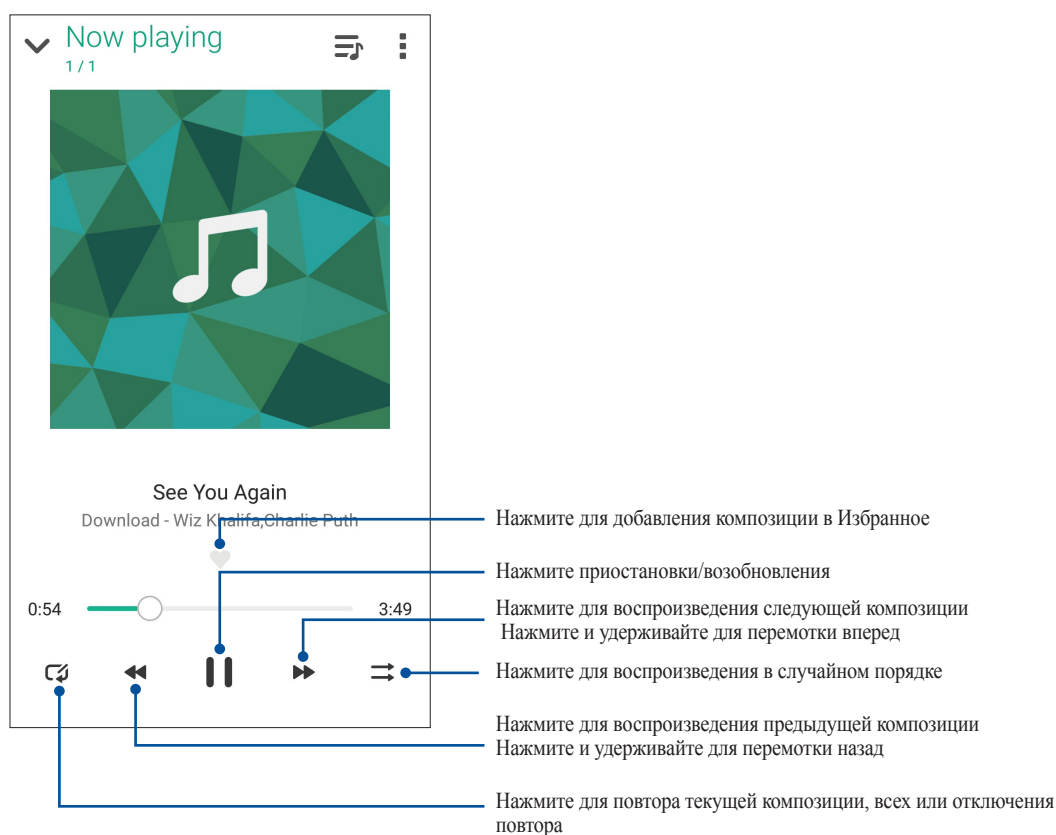 Now playing
1 / 1
See You Again
Download - Wiz Khalifa,Charlie Puth
Нажмите для добавления композиции в Избранное
Нажмите приостановки/возобновления
0:54
3:49
Нажмите для воспроизведения следующей композиции
Нажмите и удерживайте для перемотки вперед
Нажмите для воспроизведения в случайном порядке
Нажмите для воспроизведения предыдущей композиции
Нажмите и удерживайте для перемотки назад
Нажмите для повтора текущей композиции, всех или отключения
повтора